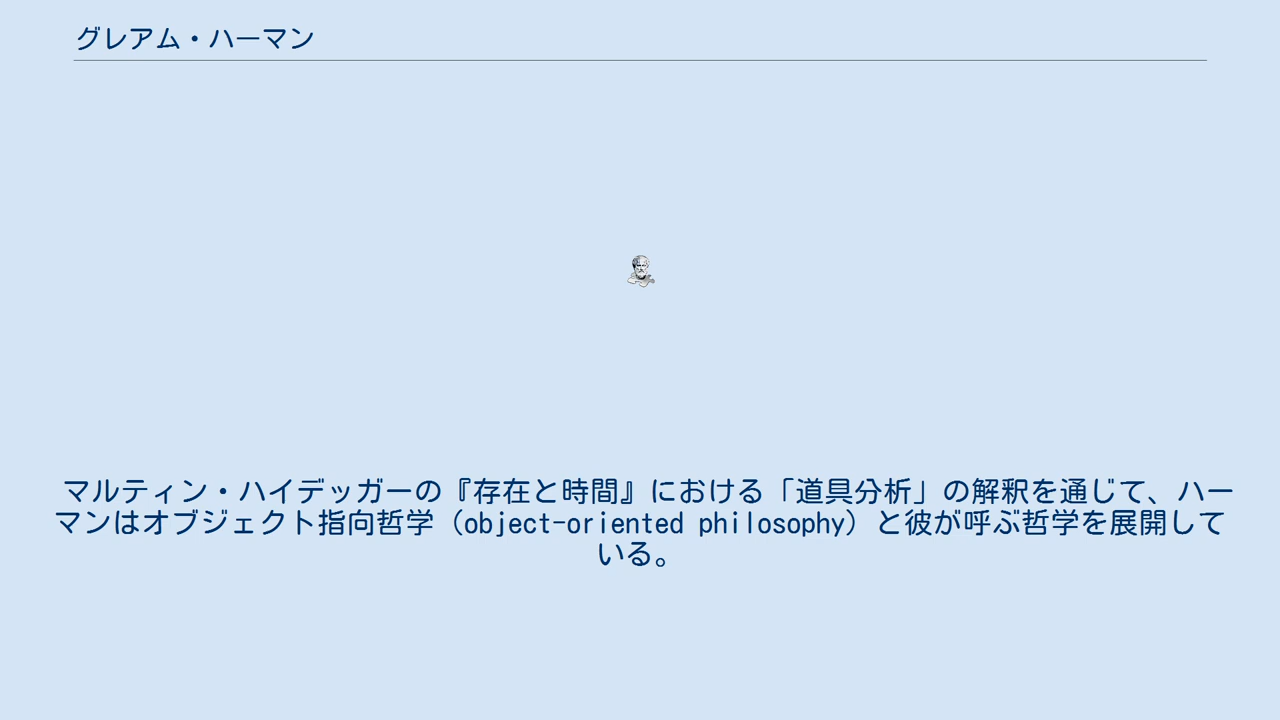 グレアム・ハーマン
マルティン・ハイデッガーの『存在と時間』における「道具分析」の解釈を通じて、ハー
マンはオブジェクト指向哲学（object-oriented philosophy）と彼が呼ぶ哲学を展開して
いる。